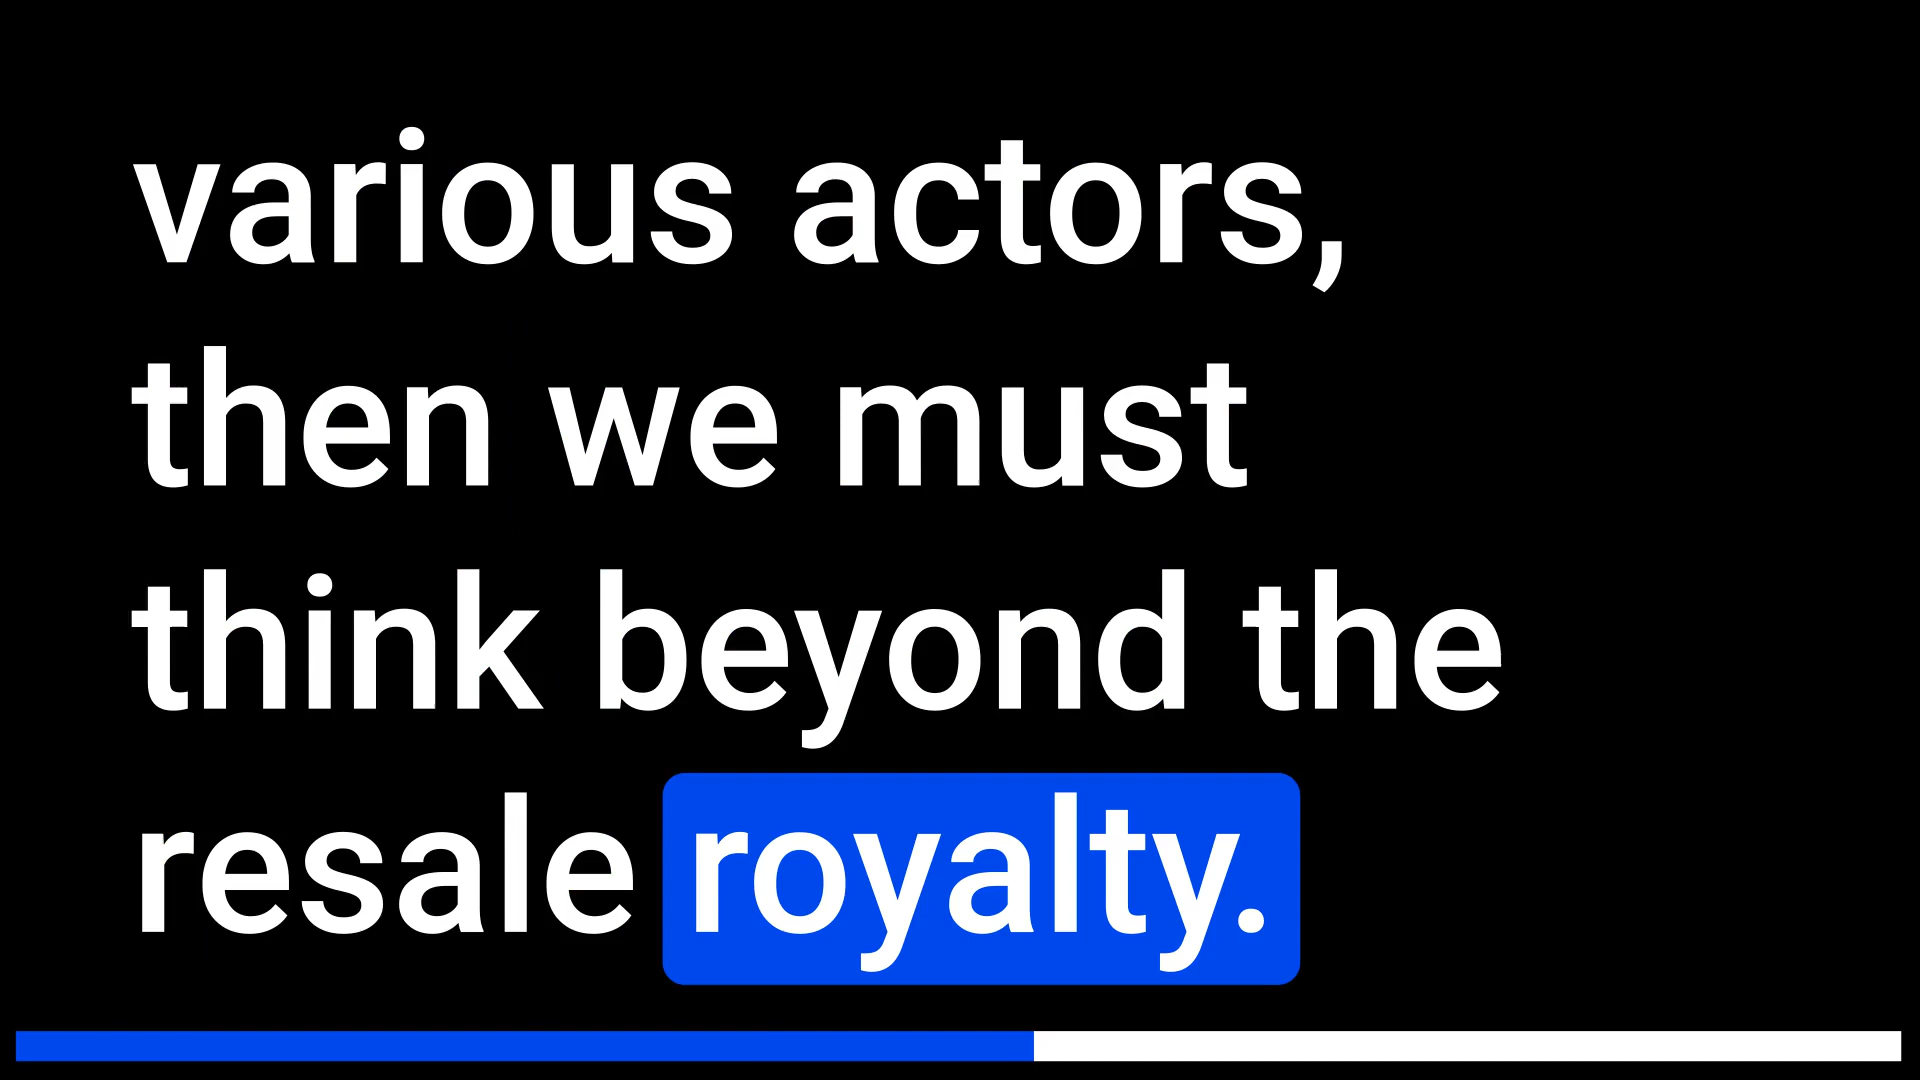 various actors,
then we must
think beyond the
resale royalty.